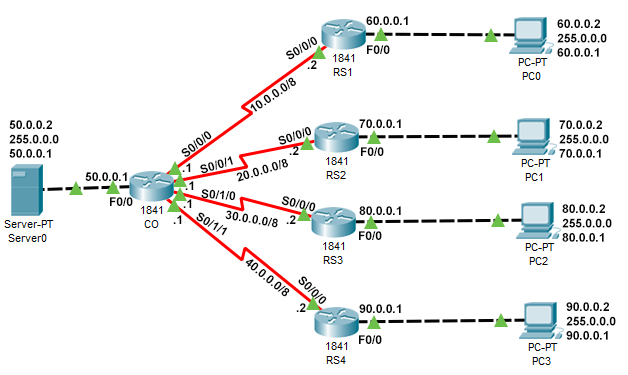 60.0.0.1
60.0.0.2
255.0.0.0
60.0.0.1
S0/0/0
.2
F0/0
1841
RS1
PC-PT
PC0
10.0.0.0/8
S0/0/0
.1
70.0.0.1
70.0.0.2
255.0.0.0
70.0.0.1
S0/0/0
.2
F0/0
1841
RS2
PC-PT
PC1
S0/0/1
20.0.0.0/8
.1
50.0.0.2
255.0.0.0
50.0.0.1
50.0.0.1
F0/0
1841
CO
Server-PT
Server0
S0/1/0
30.0.0.0/8
.1
S0/0/0
.2
80.0.0.1
F0/0
1841
RS3
80.0.0.2
255.0.0.0
80.0.0.1
PC-PT
PC2
S0/1/1
40.0.0.0/8
.1
S0/0/0
.2
90.0.0.1
F0/0
1841
RS4
90.0.0.2
255.0.0.0
90.0.0.1
PC-PT
PC3